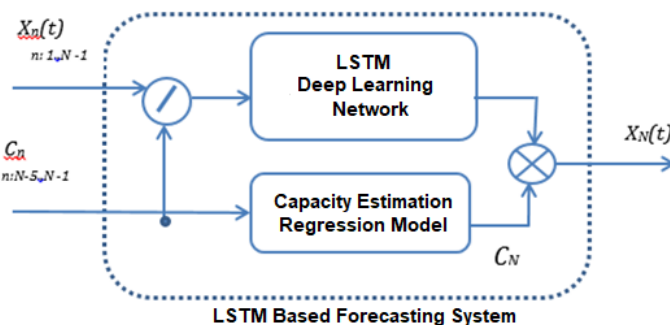 Xn(t)
n: 1,N-1
LSTM
Deep Learning
Network
/
XN(t)
Cn
n:N-5,N-1
Capacity Estimation
Regression Model
CN
LSTM Based Forecasting System